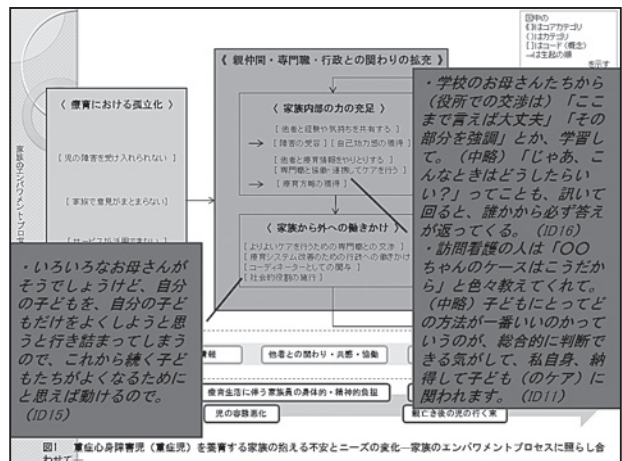 図中の
《》はコアカテゴリ
〈〉はカテゴリ
[ ]はコード（概念）
→は生起の順
を示す
《 親仲間・専門職・行政との関わりの拡充 》
〈 療育における孤立化 〉
[ 児の障害を受け入れられない ]
[ 家族で意見がまとまらない ]
家族のエンパワメント・プロ
〈 家族内部の力の充足 〉
[ 他者と経験や気持ちを共有する ]
→ [ 障害の受容 ] [ 自己効力感の獲得 ]
[ 他者と療育情報をやりとりする ]
[ 専門職と協働・連携してケアを行う ]
→ [ 療育方略の獲得 ]
〈 家族から外への働きかけ 〉
[ よりよいケアを行うための専門職との交渉 ]
[ 療育システム改善のための行政への働きかけ ]
[ コーディネーターとしての関与 ]
[ 社会的役割の施行 ]
・学校のお母さんたちから
（役所での交渉は）「ここ
まで言えば大丈夫」「その
部分を強調」とか、学習し
て。（中略）「じゃあ、こ
んなときはどうしたらい
い？」ってことも、訊いて
回ると、誰かから必ず答え
が返ってくる。（ID16）
・訪問看護の人は「〇〇
ちゃんのケースはこうだか
ら」と色々教えてくれて。
（中略）子どもにとってど
の方法が一番いいのかって
いうのが、総合的に判断で
きる気がして、私自身、納
得して子ども（のケア）に
関われます。（ID11）
・いろいろなお母さんが
そうでしょうけど、自分
の子どもを、自分の子ど
もだけをよくしようと思
うと行き詰まってしまう
ので、これから続く子ど
もたちがよくなるために
と思えば動けるので。
（ID15）
情報
他者との関わり・共感・協働
療育生活に伴う家族員の身体的・精神的負担
児の容態悪化
親亡き後の児の行く末
図1 重症心身障害児（重症児）を養育する家族の抱える不安とニーズの変化―家族のエンパワメントプロセスに照らし合
わせて―